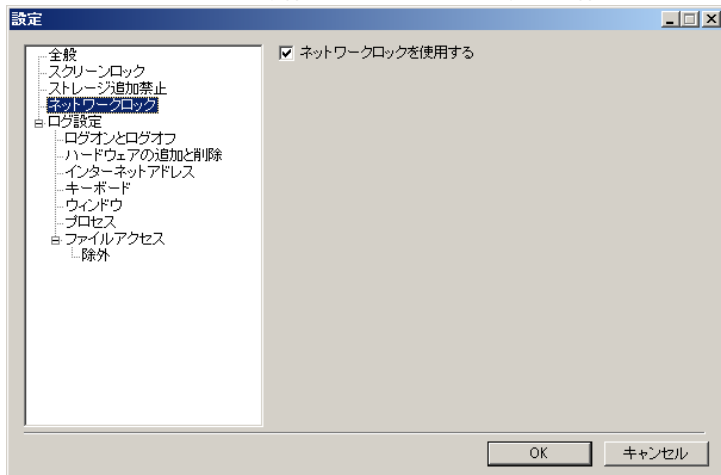 設定
全般
スクリーンロック
ストレージ追加禁止
ネットワークロック
ログ設定
ログオンとログオフ
ハードウェアの追加と削除
インターネットアドレス
キーボード
ウィンドウ
プロセス
ファイルアクセス
除外
ネットワークロックを使用する
OK
キャンセル